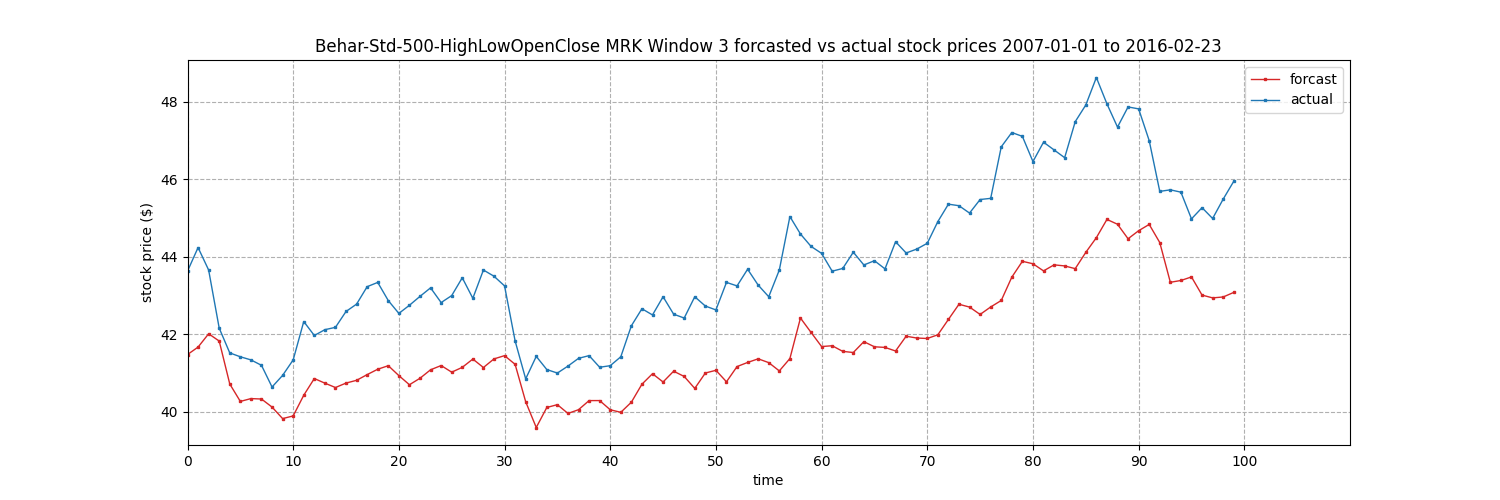 Behar-Std-500-HighLowOpenClose MRK Window 3 forcasted vs actual stock prices 2007-01-01 to 2016-02-23
forcast
actual
stock price ($)
48
46
44
42
40
0 10 20 30 40 50 60 70 80 90 100
time